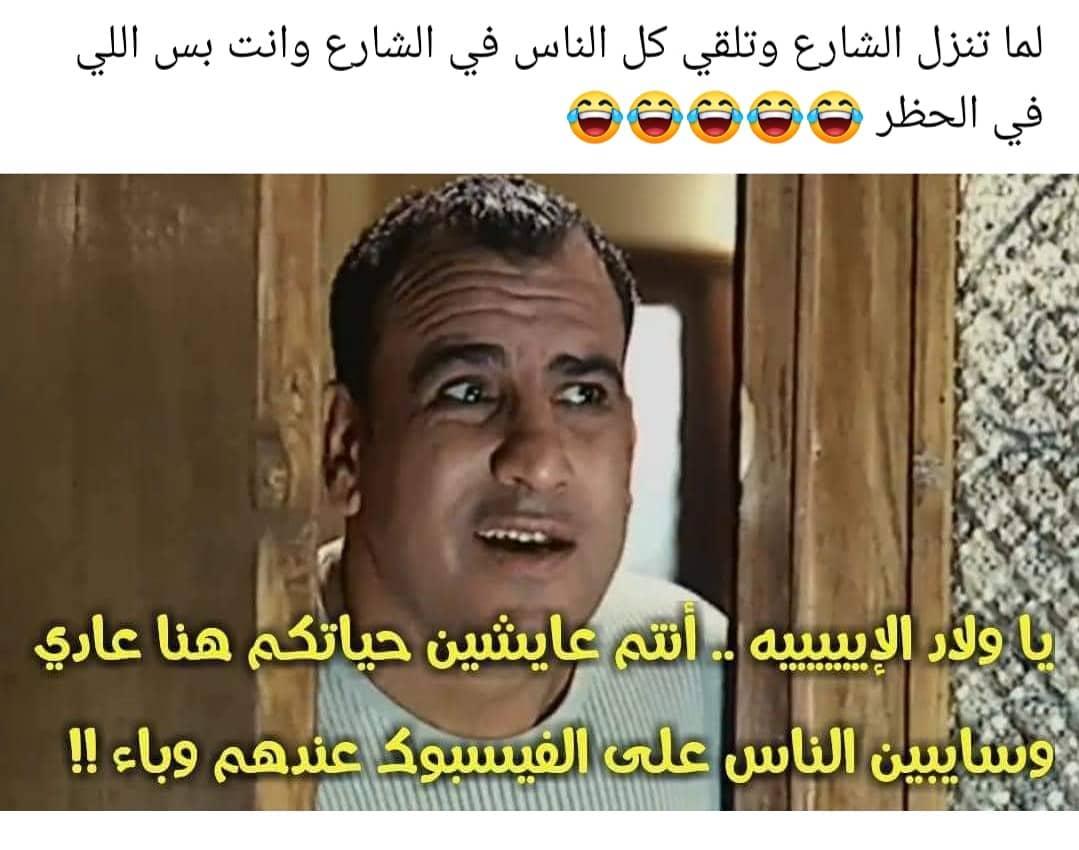 لما تنزل الشارع وتلقي كل الناس في الشارع وانت بس اللي
في الحظر 😂😂😂😂😂
يا ولاد الإيييييه .. أنتم عايشين حياتكم هنا عادي
وسايبين الناس على الفيسبوك عندهم وباء !!